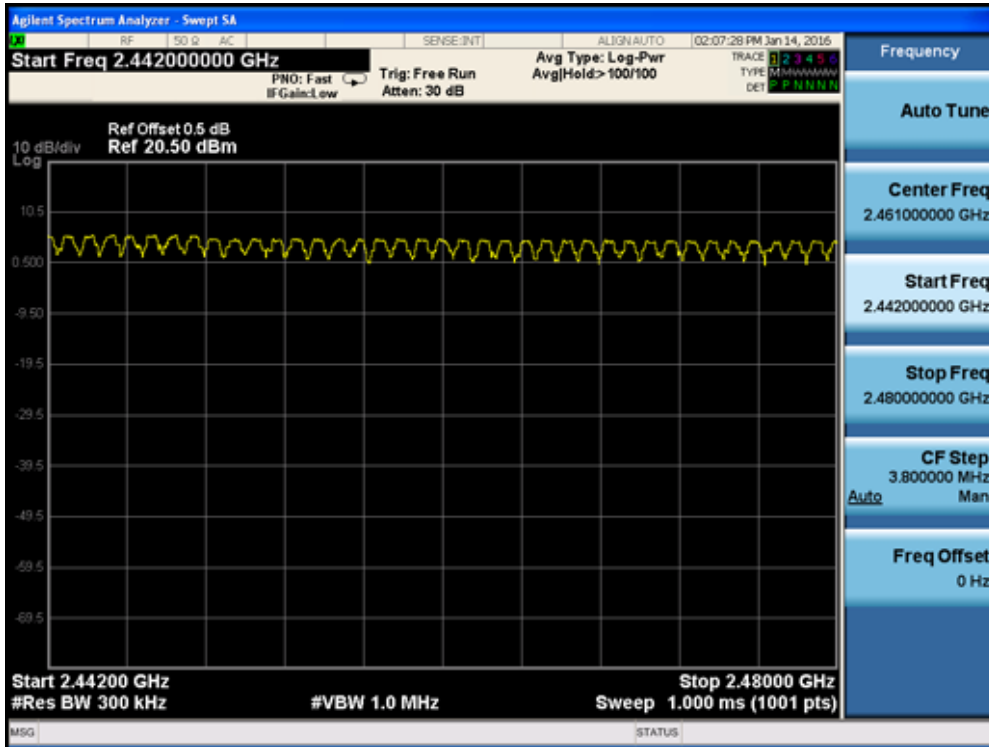 Agilent Spectrum Analyzer - Swept SA
RF 50 Ω AC SENSE:INT ALIGNAUTO 02:07:28 PM Jan 14, 2016
Start Freq 2.442000000 GHz
PNO: Fast
IFGain:Low
Trig: Free Run
Atten: 30 dB
Avg Type: Log-Pwr
Avg|Hold:>100/100
TRACE 1 2 3 4 5 6
TYPE MMWWWWW
DET P P N N N N
Frequency
Auto Tune
Center Freq
2.461000000 GHz
Start Freq
2.442000000 GHz
Stop Freq
2.480000000 GHz
CF Step
3.800000 MHz
Auto Man
Freq Offset
0 Hz
Ref Offset 0.5 dB
10 dB/div Ref 20.50 dBm
Log
10.5
0.500
-9.50
-19.5
-29.5
-39.5
-49.5
-59.5
-69.5
Start 2.44200 GHz Stop 2.48000 GHz
#Res BW 300 kHz #VBW 1.0 MHz Sweep 1.000 ms (1001 pts)
MSG STATUS